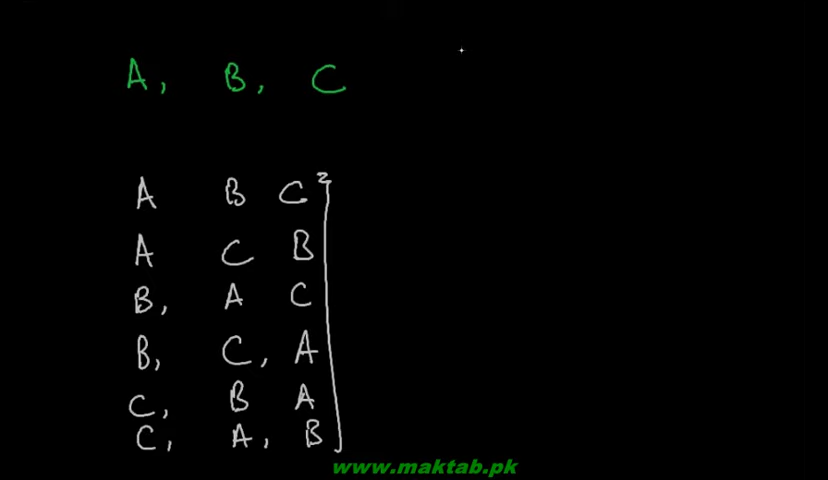 A, B, C
A B C
A C B
B, A C
B, C, A
C, B A
C, A, B
www.maktab.pk